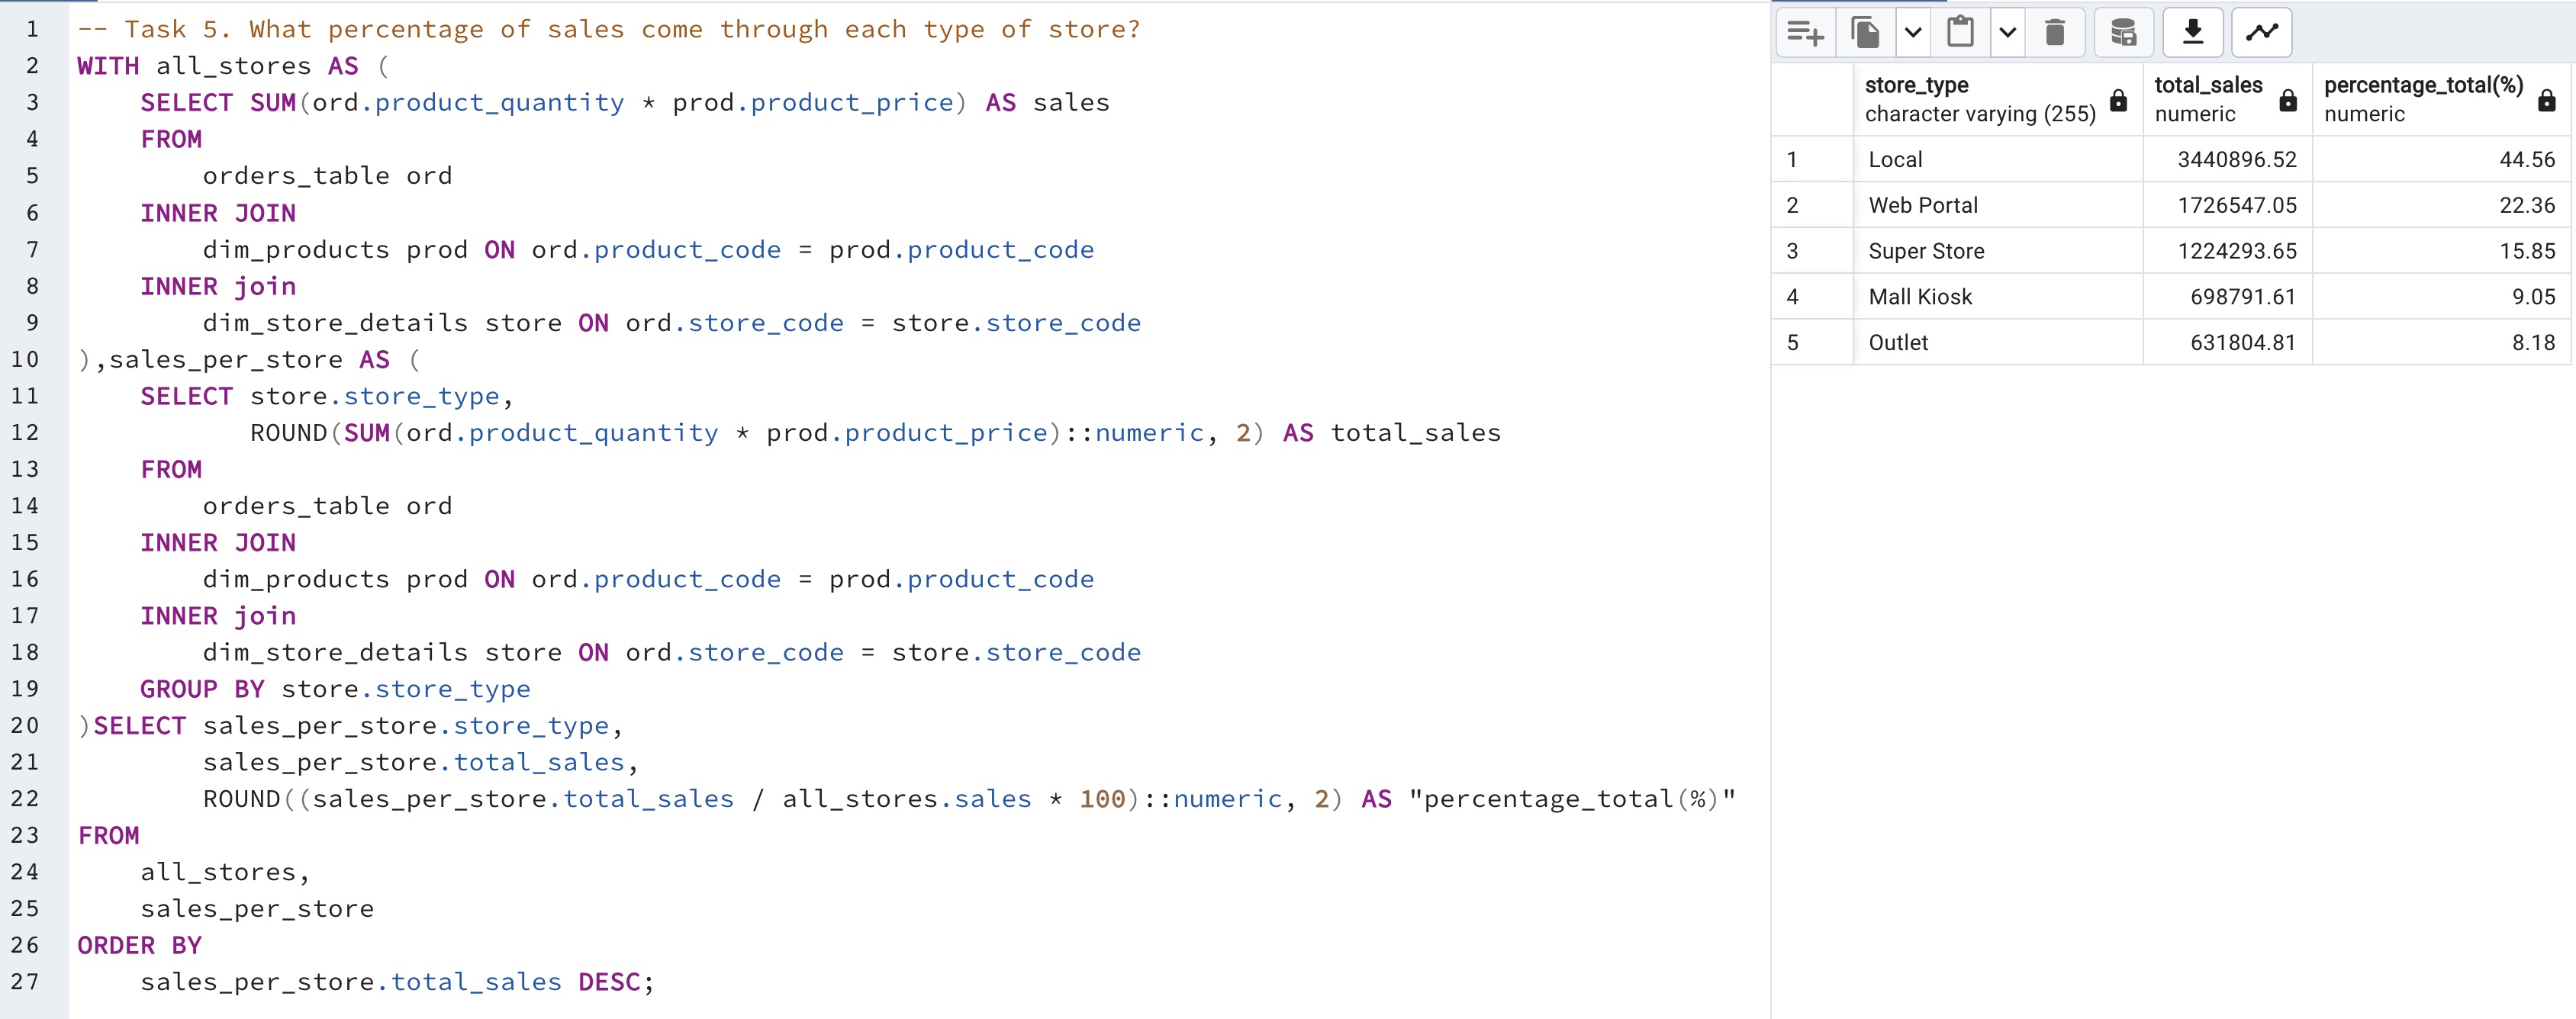 1 -- Task 5. What percentage of sales come through each type of store?
2 WITH all_stores AS (
3 SELECT SUM(ord.product_quantity * prod.product_price) AS sales
4 FROM
5 orders_table ord
6 INNER JOIN
7 dim_products prod ON ord.product_code = prod.product_code
8 INNER join
9 dim_store_details store ON ord.store_code = store.store_code
10 ),sales_per_store AS (
11 SELECT store.store_type,
12 ROUND(SUM(ord.product_quantity * prod.product_price)::numeric, 2) AS total_sales
13 FROM
14 orders_table ord
15 INNER JOIN
16 dim_products prod ON ord.product_code = prod.product_code
17 INNER join
18 dim_store_details store ON ord.store_code = store.store_code
19 GROUP BY store.store_type
20 )SELECT sales_per_store.store_type,
21 sales_per_store.total_sales,
22 ROUND((sales_per_store.total_sales / all_stores.sales * 100)::numeric, 2) AS "percentage_total(%)"
23 FROM
24 all_stores,
25 sales_per_store
26 ORDER BY
27 sales_per_store.total_sales DESC;
store_type total_sales percentage_total(%)
character varying (255) numeric numeric
1 Local 3440896.52 44.56
2 Web Portal 1726547.05 22.36
3 Super Store 1224293.65 15.85
4 Mall Kiosk 698791.61 9.05
5 Outlet 631804.81 8.18